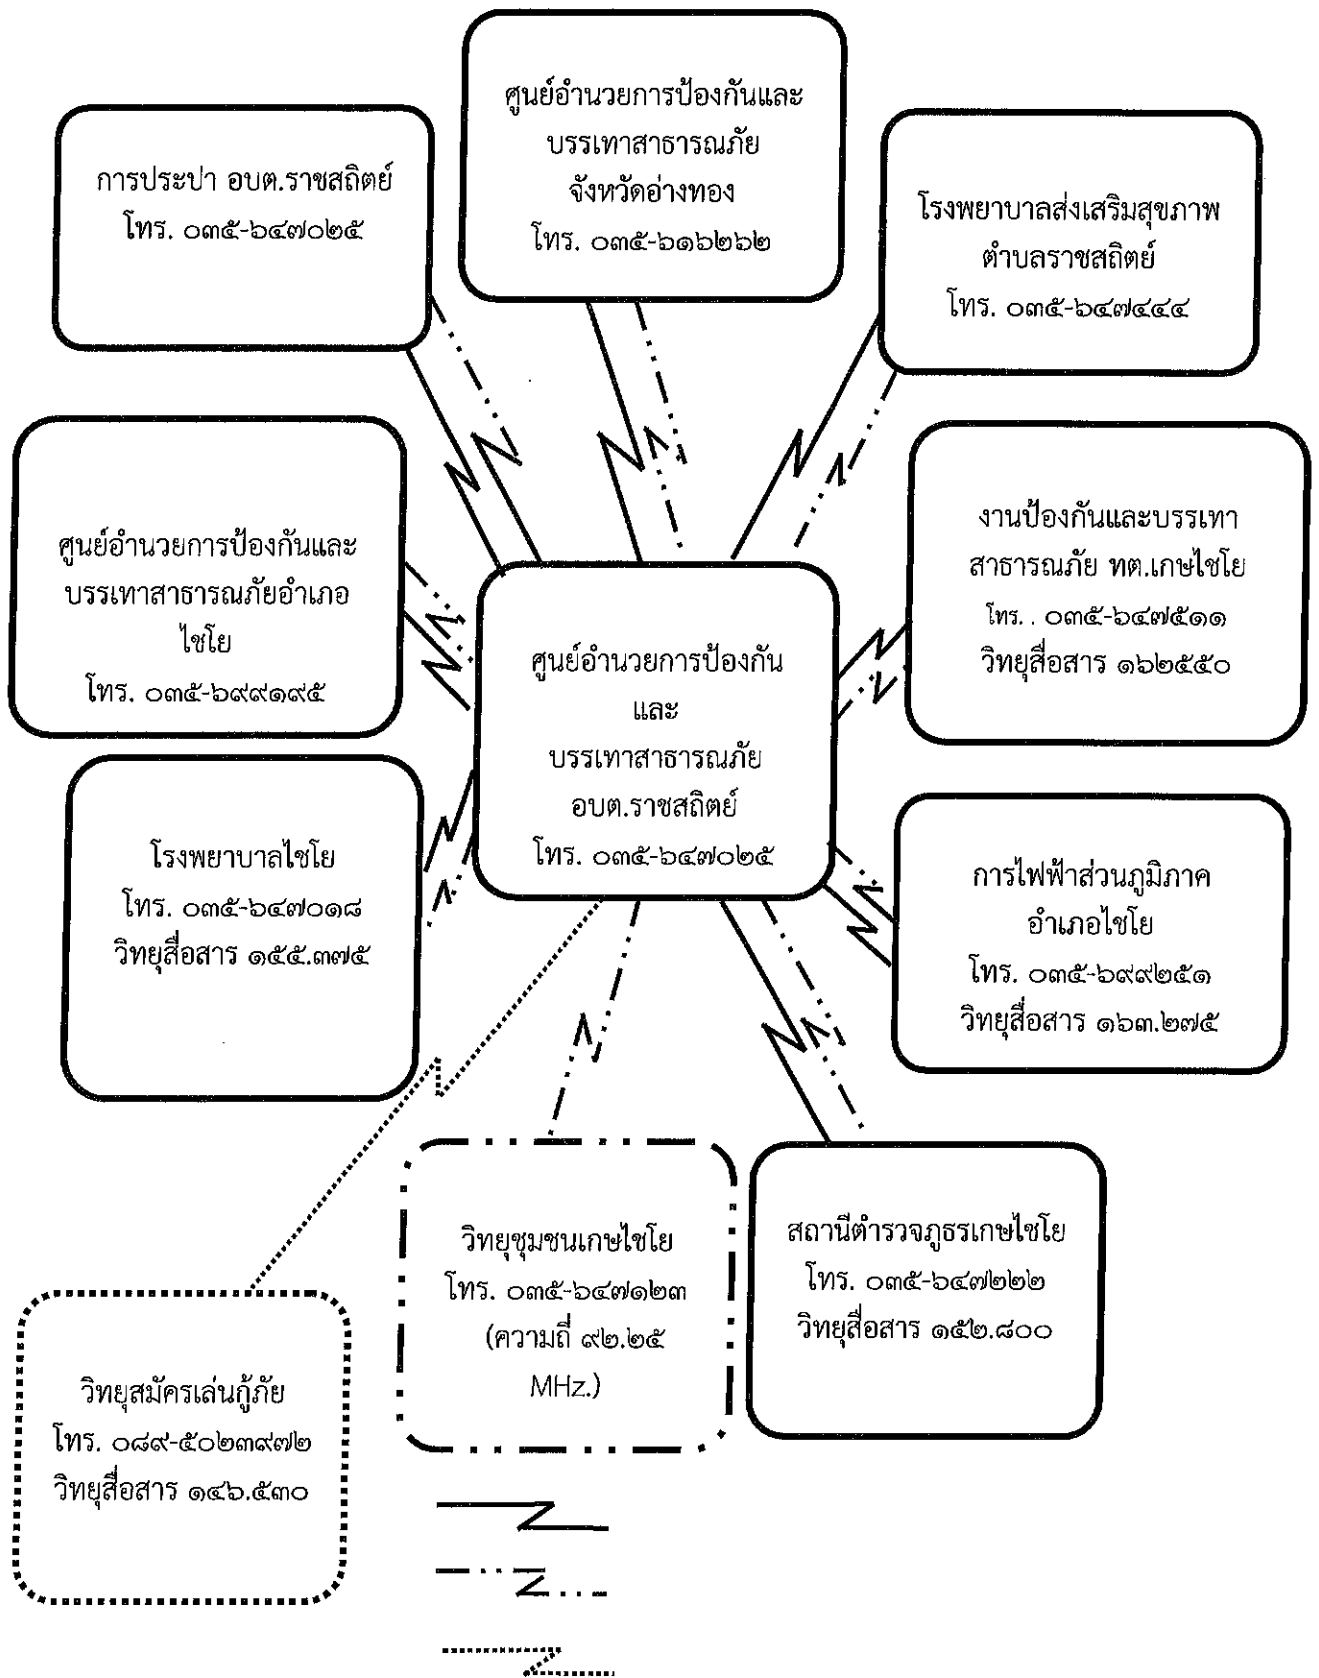 ศูนย์อำนวยการป้องกันและ
บรรเทาสาธารณภัย
จังหวัดอ่างทอง
โทร. ๐๓๕-๖๑๖๒๖๒
การประปา อบต.ราชสถิตย์
โทร. ๐๓๕-๖๔๗๐๒๕
โรงพยาบาลส่งเสริมสุขภาพ
ตำบลราชสถิตย์
โทร. ๐๓๕-๖๔๗๔๔๔
ศูนย์อำนวยการป้องกันและ
บรรเทาสาธารณภัยอำเภอ
ไชโย
โทร. ๐๓๕-๖๙๙๑๙๕
งานป้องกันและบรรเทา
สาธารณภัย ทต.เกษไชโย
โทร. . ๐๓๕-๖๔๗๕๑๑
วิทยุสื่อสาร ๑๖๒๕๕๐
ศูนย์อำนวยการป้องกัน
และ
บรรเทาสาธารณภัย
อบต.ราชสถิตย์
โทร. ๐๓๕-๖๔๗๐๒๕
โรงพยาบาลไชโย
โทร. ๐๓๕-๖๔๗๐๑๘
วิทยุสื่อสาร ๑๕๕.๓๗๕
การไฟฟ้าส่วนภูมิภาค
อำเภอไชโย
โทร. ๐๓๕-๖๙๙๒๕๑
วิทยุสื่อสาร ๑๖๓.๒๗๕
วิทยุชุมชนเกษไชโย
โทร. ๐๓๕-๖๔๗๑๒๓
(ความถี่ ๙๒.๒๕
MHz.)
สถานีตำรวจภูธรเกษไชโย
โทร. ๐๓๕-๖๔๗๒๒๒
วิทยุสื่อสาร ๑๕๒.๘๐๐
วิทยุสมัครเล่นกู้ภัย
โทร. ๐๘๙-๕๐๒๓๙๗๒
วิทยุสื่อสาร ๑๔๖.๕๓๐